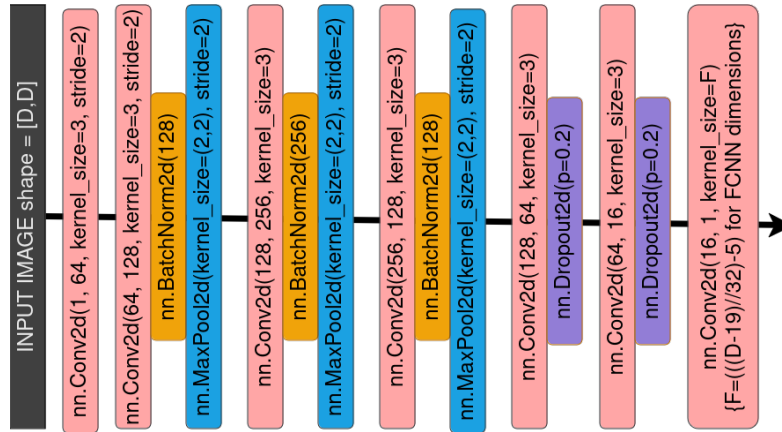 INPUT IMAGE shape = [D,D]
nn.Conv2d(1, 64, kernel_size=3, stride=2)
nn.Conv2d(64, 128, kernel_size=3, stride=2)
nn.BatchNorm2d(128)
nn.MaxPool2d(kernel_size=(2,2), stride=2)
nn.Conv2d(128, 256, kernel_size=3)
nn.BatchNorm2d(256)
nn.MaxPool2d(kernel_size=(2,2), stride=2)
nn.Conv2d(256, 128, kernel_size=3)
nn.BatchNorm2d(128)
nn.MaxPool2d(kernel_size=(2,2), stride=2)
nn.Conv2d(128, 64, kernel_size=3)
nn.Dropout2d(p=0.2)
nn.Conv2d(64, 16, kernel_size=3)
nn.Dropout2d(p=0.2)
nn.Conv2d(16, 1, kernel_size=F)
{F=(((D-19)//32)-5) for FCNN dimensions}